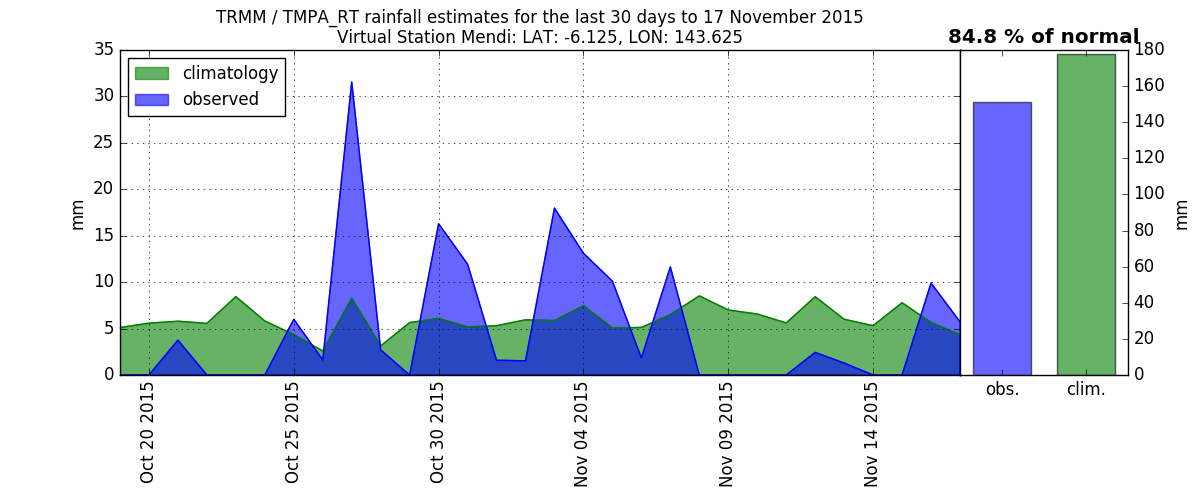 TRMM / TMPA_RT rainfall estimates for the last 30 days to 17 November 2015
Virtual Station Mendi: LAT: -6.125, LON: 143.625
84.8 % of normal
climatology
observed
mm
35
30
25
20
15
10
5
0
Oct 20 2015
Oct 25 2015
Oct 30 2015
Nov 04 2015
Nov 09 2015
Nov 14 2015
obs.
clim.
180
160
140
120
100
80
60
40
20
0
mm